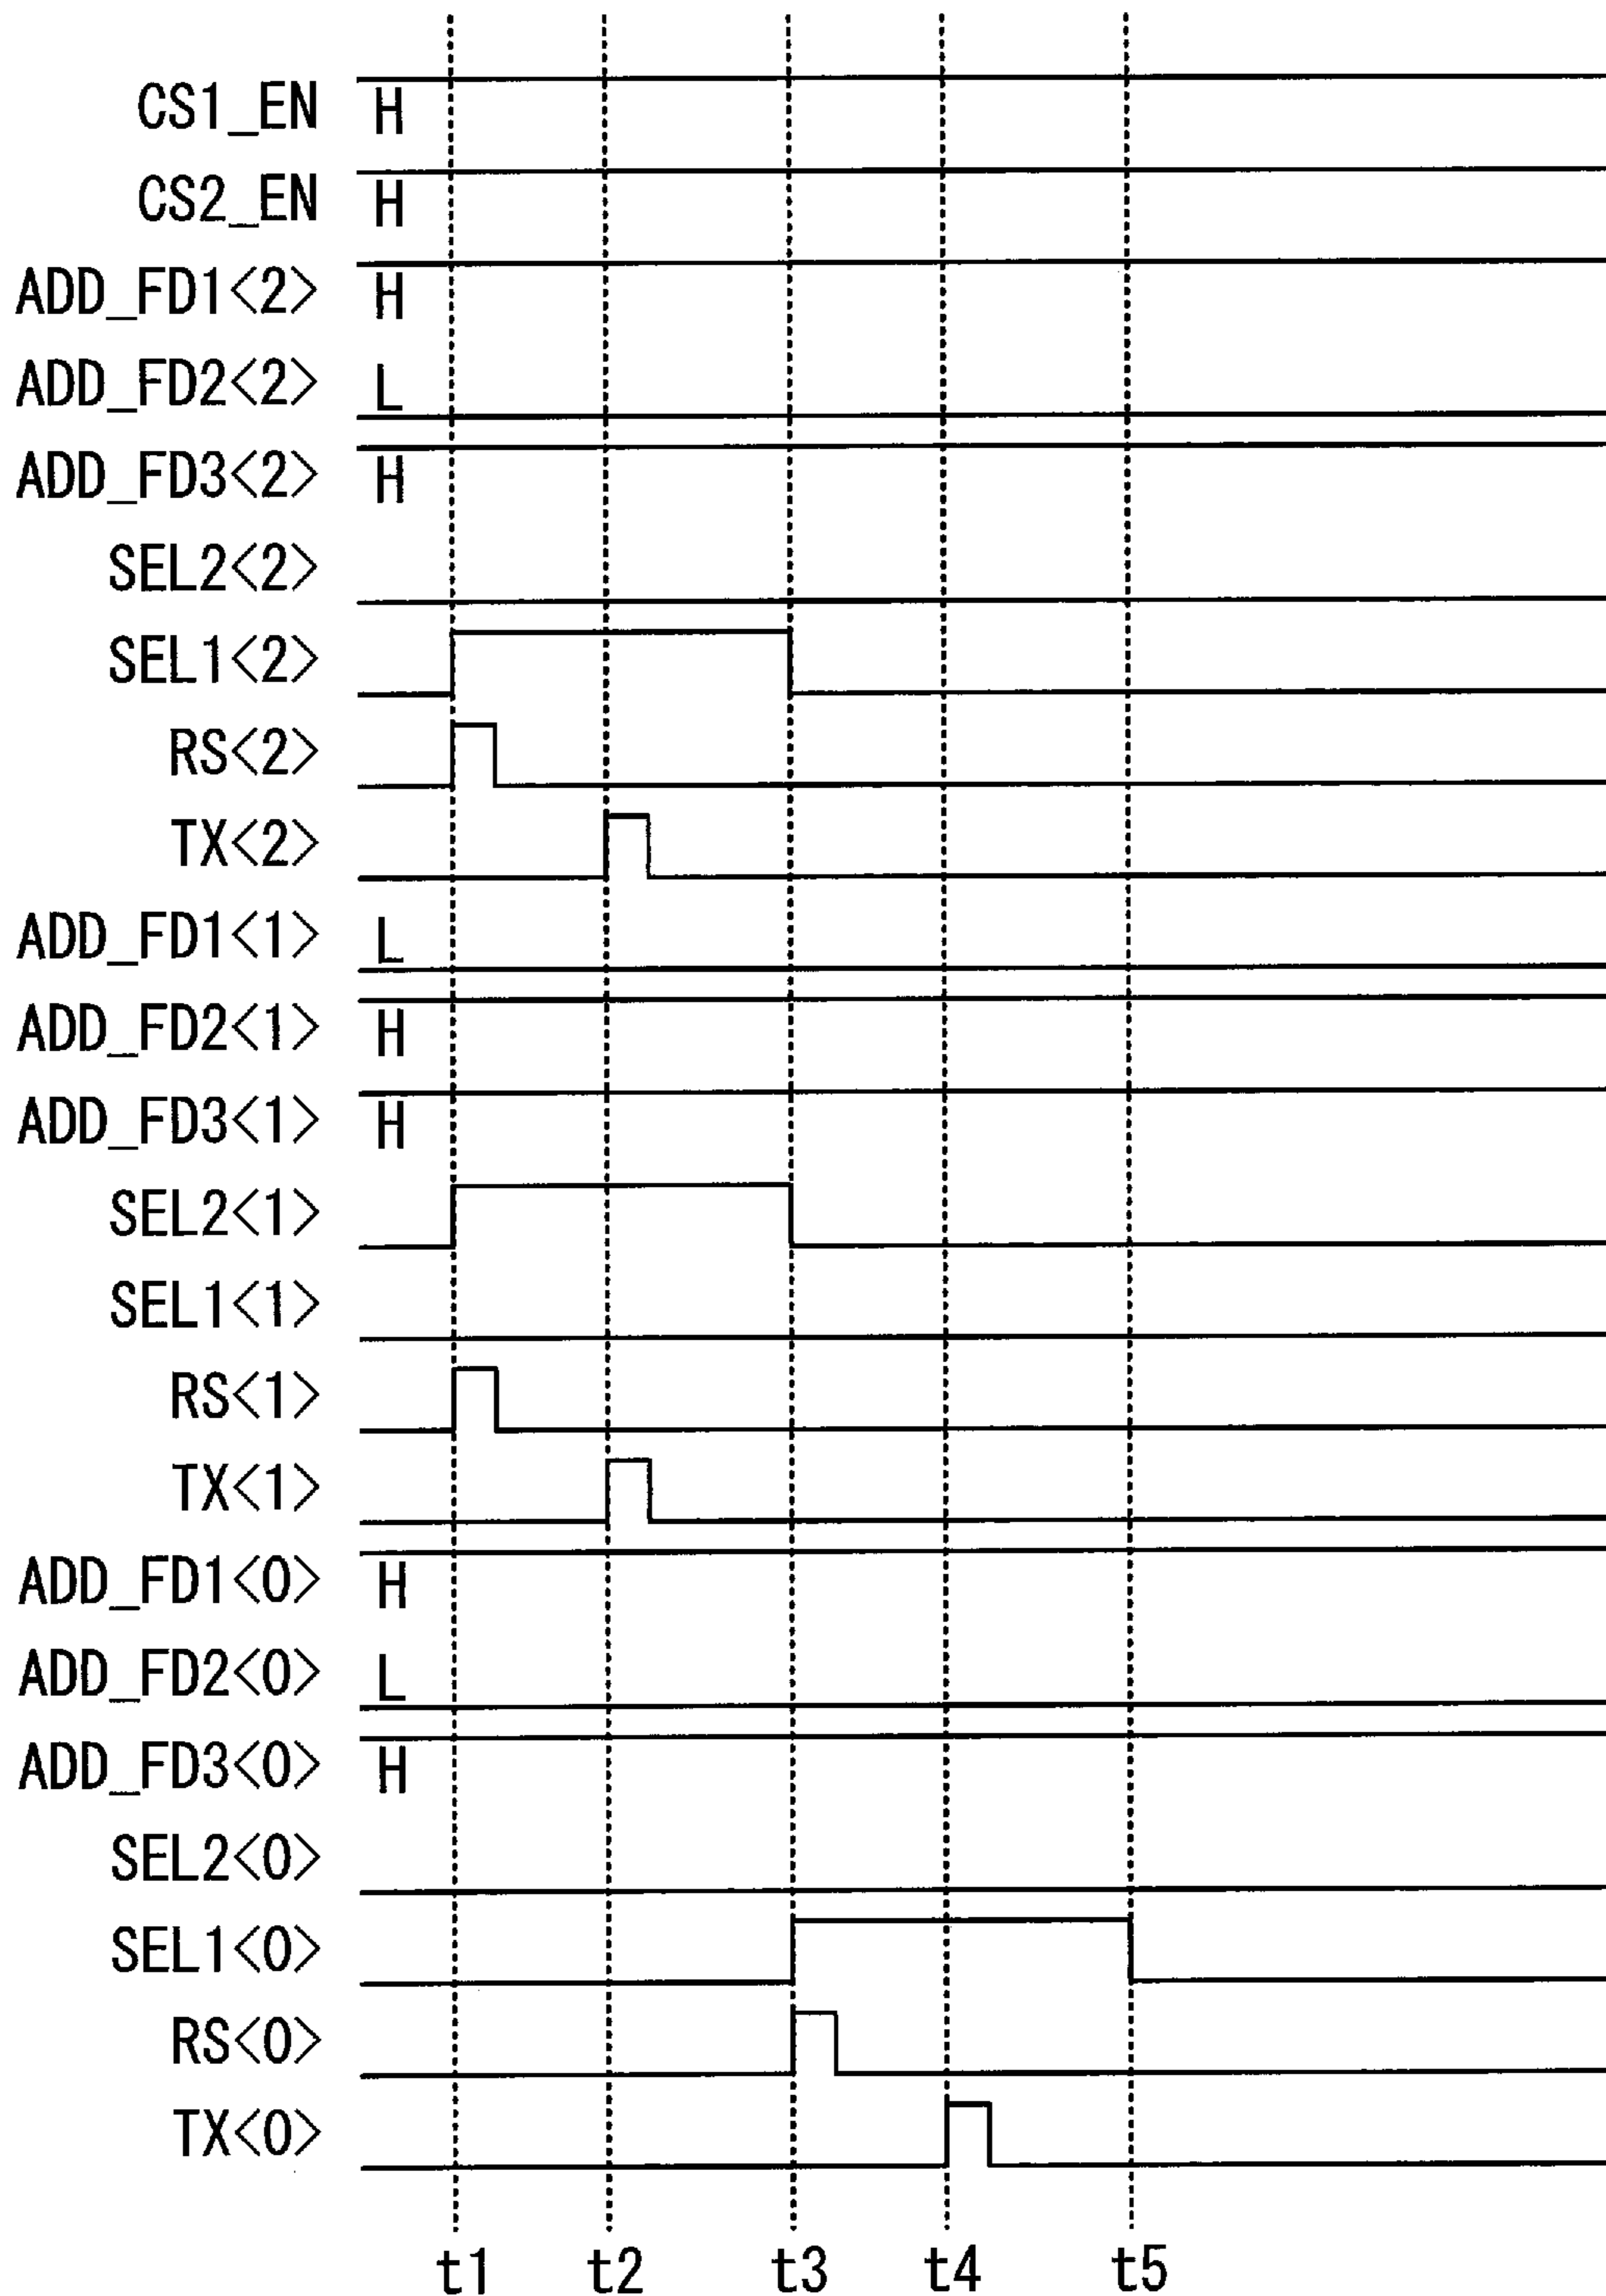 CS1_EN H
CS2_EN H
ADD_FD1<2> H
ADD_FD2<2> L
ADD_FD3<2> H
SEL2<2>
SEL1<2>
RS<2>
TX<2>
ADD_FD1<1> L
ADD_FD2<1> H
ADD_FD3<1> H
SEL2<1>
SEL1<1>
RS<1>
TX<1>
ADD_FD1<0> H
ADD_FD2<0> L
ADD_FD3<0> H
SEL2<0>
SEL1<0>
RS<0>
TX<0>
t1 t2 t3 t4 t5